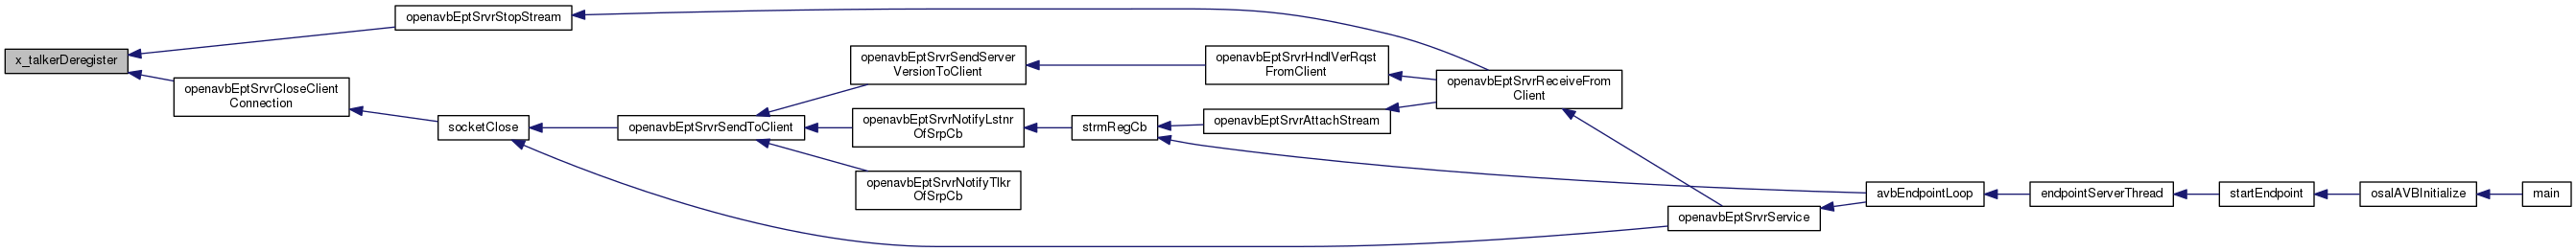 x_talkerDeregister
openavbEptSrvrStopStream
openavbEptSrvrCloseClient
Connection
socketClose
openavbEptSrvrSendToClient
openavbEptSrvrSendServer
VersionToClient
openavbEptSrvrNotifyLstnr
OfSrpCb
openavbEptSrvrNotifyTlkr
OfSrpCb
strmRegCb
openavbEptSrvrHndlVerRqst
FromClient
openavbEptSrvrAttachStream
openavbEptSrvrReceiveFrom
Client
openavbEptSrvrService
avbEndpointLoop
endpointServerThread
startEndpoint
osalAVBInitialize
main